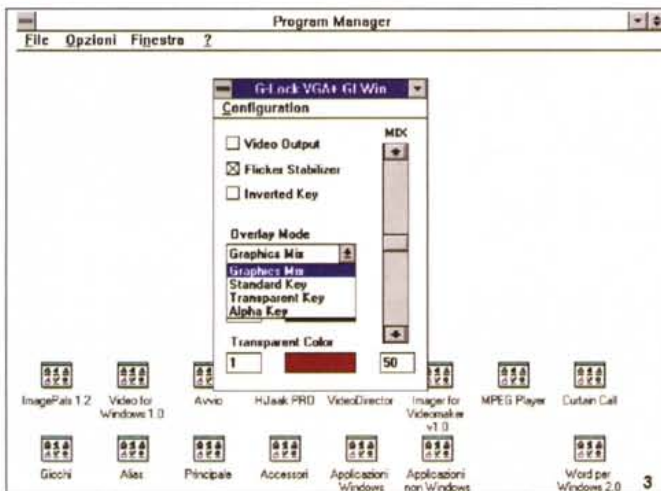 Program Manager
File Opzioni Finestra ?
G-Lock VGA+ GI Win
Configuration
MIX
Video Output
Flicker Stabilizer
Inverted Key
Overlay Mode
Graphics Mix
Graphics Mix
Standard Key
Transparent Key
Alpha Key
Transparent Color
1
50
ImagePals 1.2
Video for
Windows 1.0
Avvio
HiJaak PRO
VideoDirector
Imager for
Videomaker
v1.0
MPEG Player
Curtain Call
Giochi
Alias
Principale
Accessori
Applicazioni
Windows
Applicazioni
non Windows
Word per
Windows 2.0
3